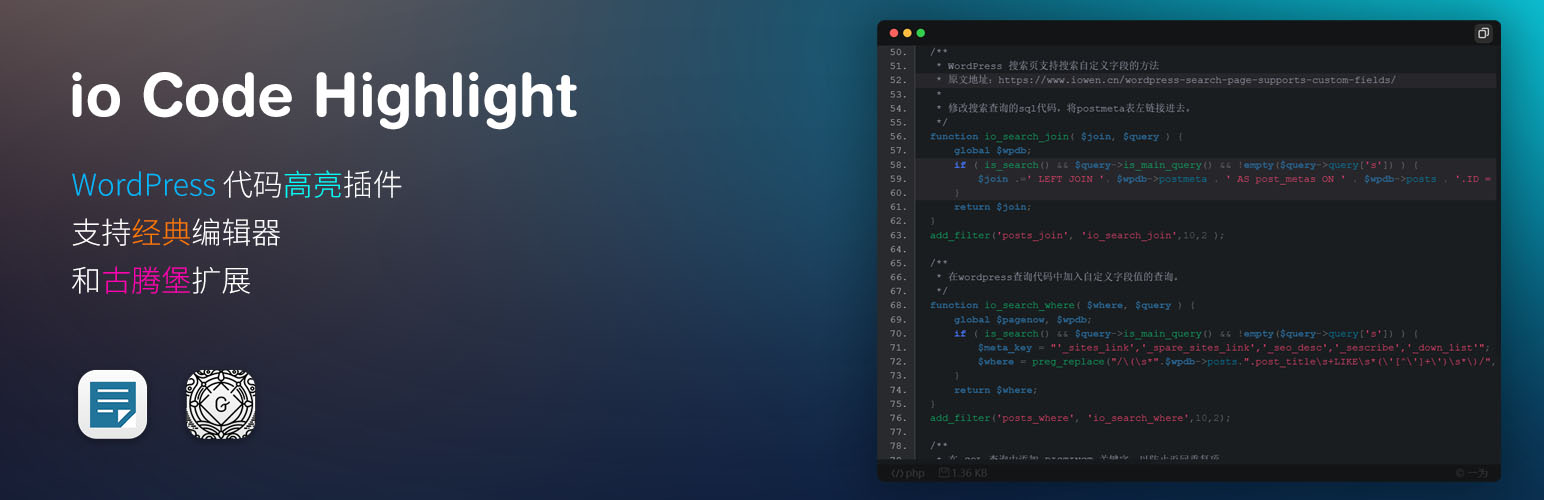 io Code Highlight
WordPress 代码高亮插件
支持经典编辑器
和古腾堡扩展
G
50. /**
51. * WordPress 搜索页支持搜索自定义字段的方法
52. * 原文地址：https://www.iowen.cn/wordpress-search-page-supports-custom-fields/
53. *
54. * 修改搜索查询的sql代码，将postmeta表左链接进去。
55. */
56. function io_search_join( $join, $query ) {
57. global $wpdb;
58. if ( is_search() && $query->is_main_query() && !empty($query->query['s']) ) {
59. $join .=' LEFT JOIN '. $wpdb->postmeta . ' AS post_metas ON ' . $wpdb->posts . '.ID =
60. }
61. return $join;
62. }
63. add_filter('posts_join', 'io_search_join',10,2 );
64.
65. /**
66. * 在wordpress查询代码中加入自定义字段值的查询。
67. */
68. function io_search_where( $where, $query ) {
69. global $pagenow, $wpdb;
70. if ( is_search() && $query->is_main_query() && !empty($query->query['s']) ) {
71. $meta_key = "'_sites_link','_spare_sites_link','_seo_desc','_sescribe','_down_list'";
72. $where = preg_replace("/\(\s*".$wpdb->posts.".post_title\s+LIKE\s*(\'[^\']+\')\s*\)/",
73. }
74. return $where;
75. }
76. add_filter('posts_where', 'io_search_where',10,2);
77.
78. /**
</> php 1.36 KB © 一为